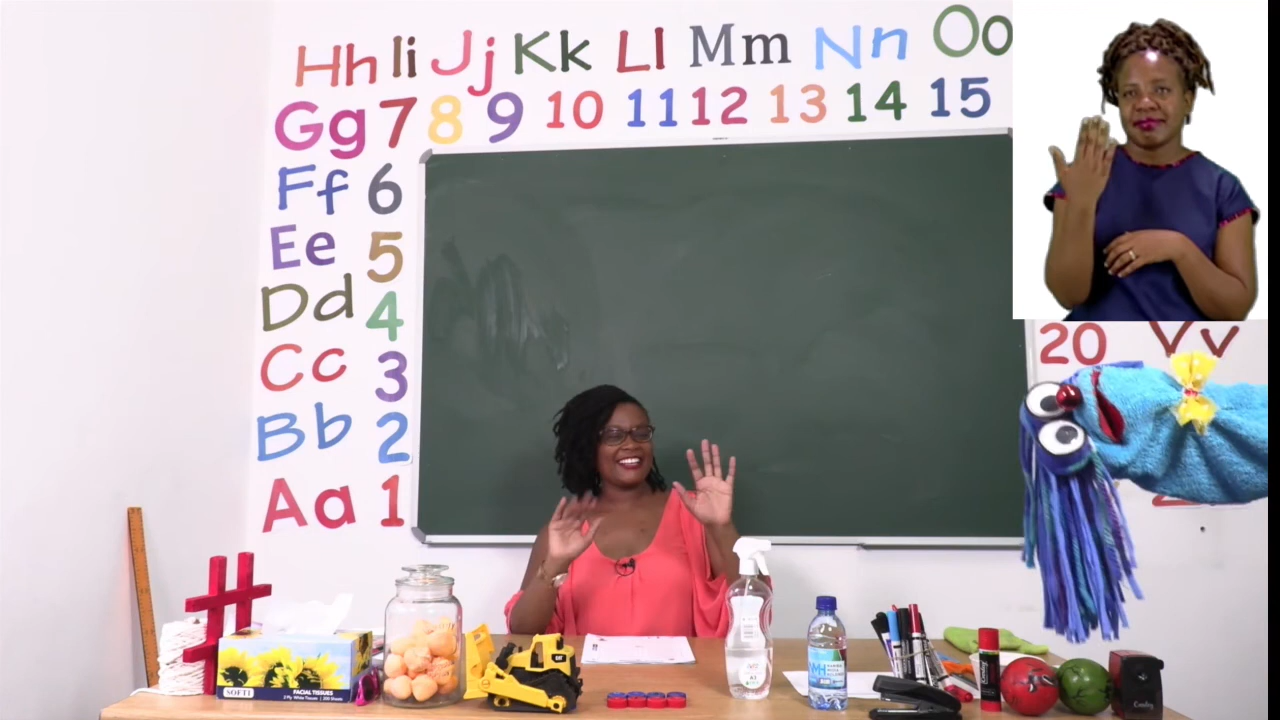 Hh Ii Jj Kk Ll Mm Nn Oo
Gg 7 8 9 10 11 12 13 14 15
Ff 6
Ee 5
Dd 4
Cc 3
Bb 2
Aa 1
20 Vv
CAT
SOFTI
FACIAL TISSUES